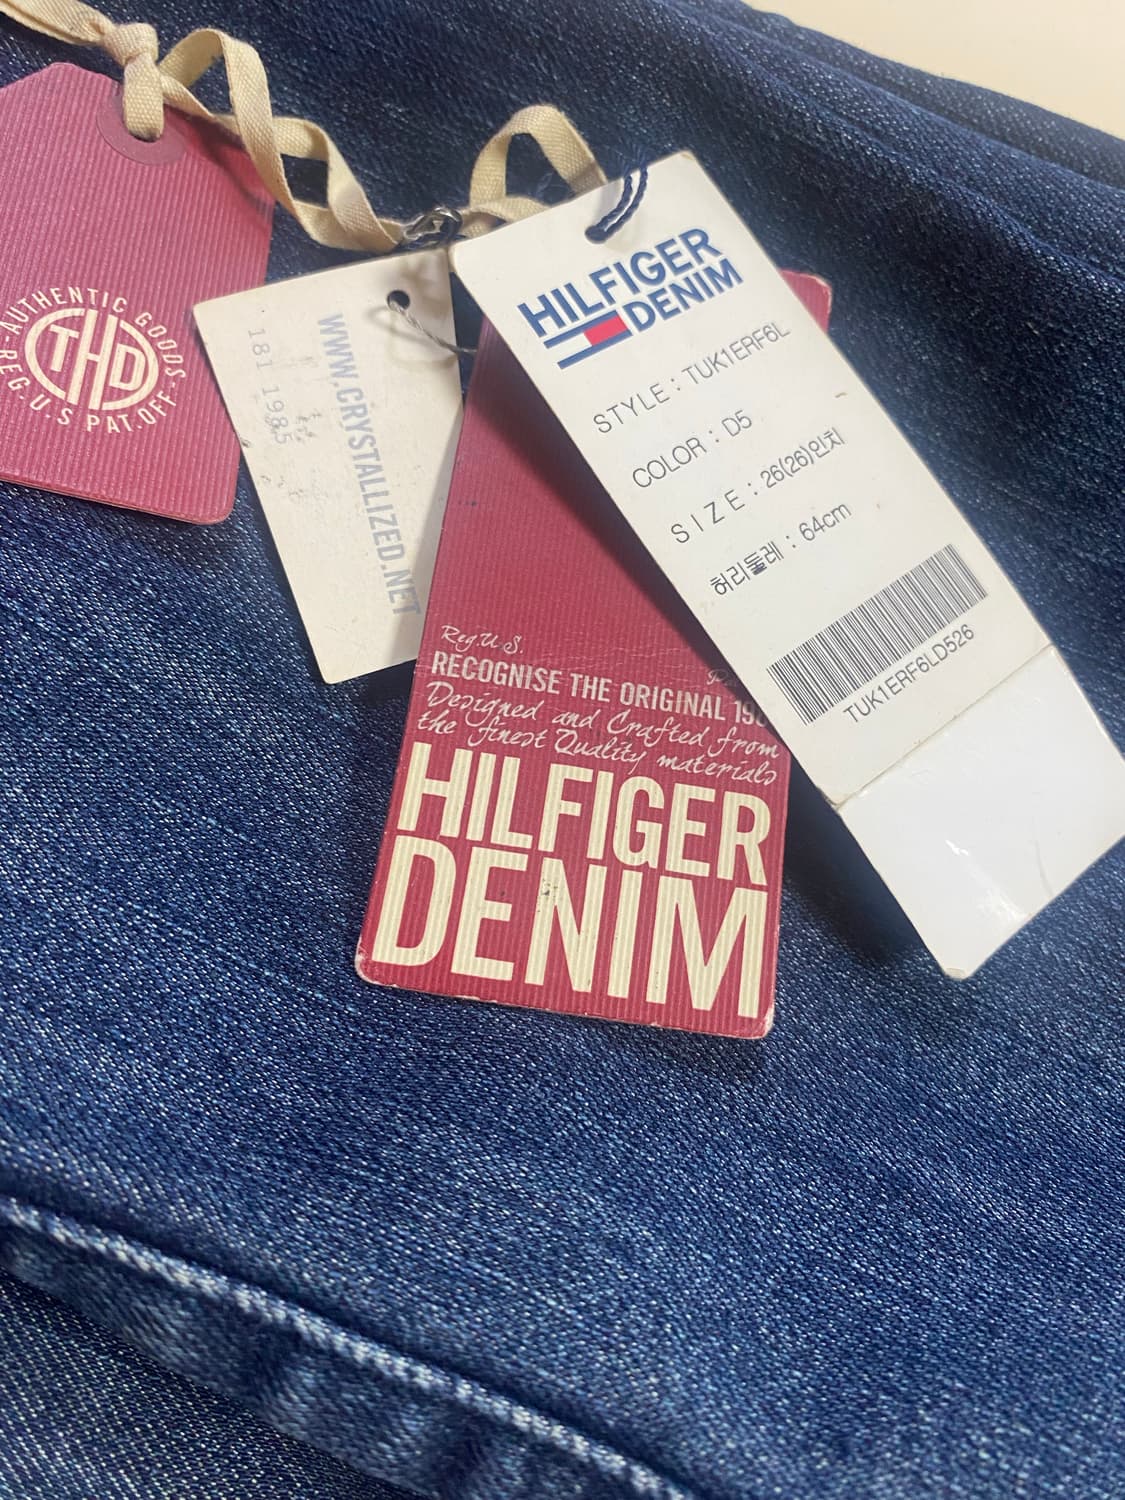 -AUTHENTIC GOODS-
THD
REG.U.S PAT.OFF.
WWW.CRYSTALLIZED.NET
181 1985
HILFIGER
DENIM
STYLE : TUK1ERF6L
COLOR : D5
SIZE : 26(26)인치
허리둘레 : 64cm
TUK1ERF6LD526
Reg.U.S.
RECOGNISE THE ORIGINAL
Designed and Crafted from
the finest Quality materials
HILFIGER
DENIM